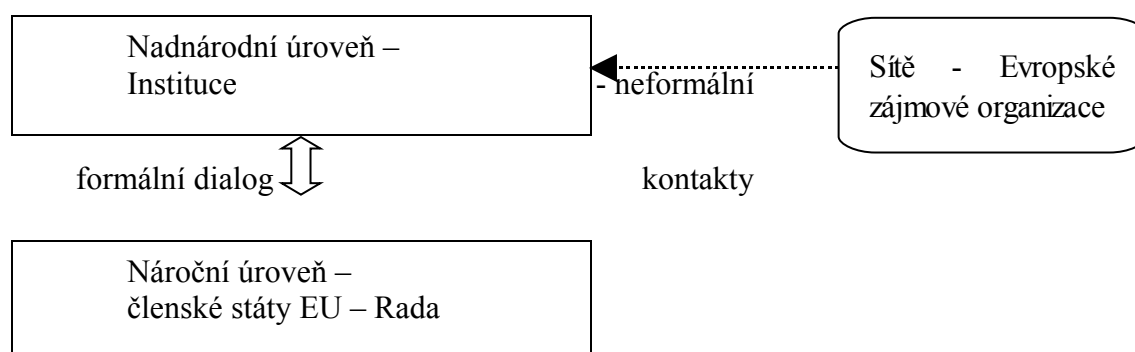 Nadnárodní úroveň –
Instituce
- neformální
Sítě - Evropské
zájmové organizace
formální dialog
kontakty
Nároční úroveň –
členské státy EU – Rada